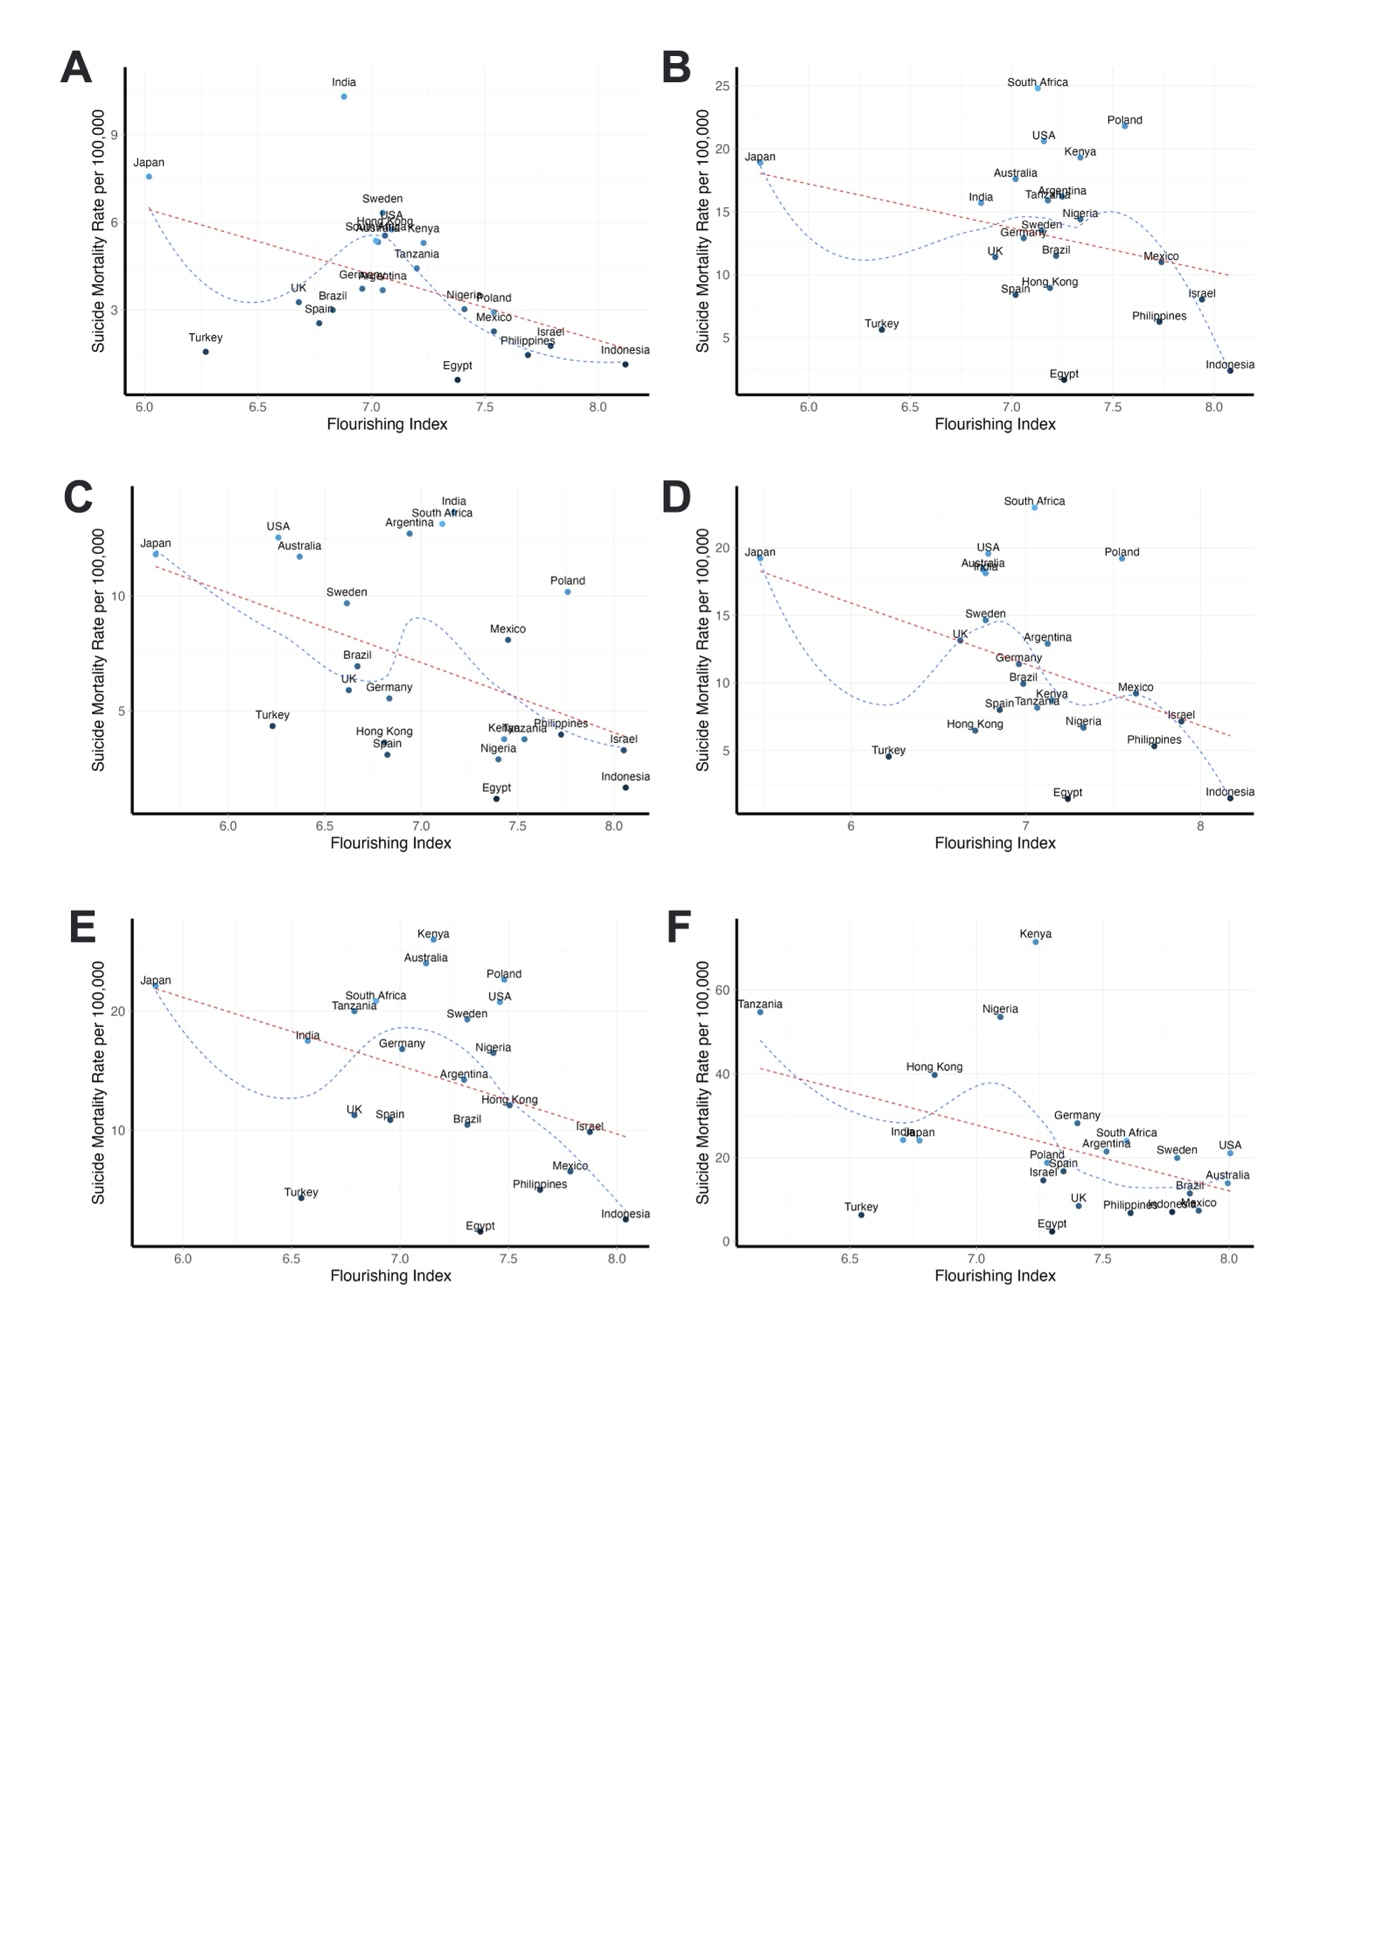 A
Suicide Mortality Rate per 100,000
9
6
3
India
Japan
Sweden
USA
Hong Kong
South Africa
Australia
Kenya
Tanzania
Germany
Argentina
UK
Brazil
Spain
Nigeria
Poland
Mexico
Turkey
Israel
Philippines
Indonesia
Egypt
6.0 6.5 7.0 7.5 8.0
Flourishing Index
B
Suicide Mortality Rate per 100,000
25
20
15
10
5
South Africa
Poland
USA
Kenya
Japan
Australia
Argentina
Tanzania
India
Nigeria
Sweden
Germany
UK
Brazil
Mexico
Hong Kong
Spain
Israel
Philippines
Turkey
Indonesia
Egypt
6.0 6.5 7.0 7.5 8.0
Flourishing Index
C
Suicide Mortality Rate per 100,000
10
5
India
South Africa
Argentina
USA
Australia
Japan
Poland
Sweden
Mexico
Brazil
UK
Germany
Turkey
Philippines
Kenya
Tanzania
Hong Kong
Spain
Israel
Nigeria
Indonesia
Egypt
6.0 6.5 7.0 7.5 8.0
Flourishing Index
D
Suicide Mortality Rate per 100,000
20
15
10
5
South Africa
USA
Japan
Poland
Australia
India
Sweden
UK
Argentina
Germany
Brazil
Mexico
Kenya
Tanzania
Spain
Israel
Hong Kong
Nigeria
Philippines
Turkey
Egypt
Indonesia
6 7 8
Flourishing Index
E
Suicide Mortality Rate per 100,000
20
10
Kenya
Australia
Japan
Poland
South Africa
USA
Tanzania
Sweden
India
Germany
Nigeria
Argentina
Hong Kong
UK
Spain
Brazil
Israel
Mexico
Philippines
Turkey
Indonesia
Egypt
6.0 6.5 7.0 7.5 8.0
Flourishing Index
F
Suicide Mortality Rate per 100,000
60
40
20
0
Kenya
Tanzania
Nigeria
Hong Kong
Germany
India
Japan
South Africa
Argentina
USA
Sweden
Poland
Spain
Israel
Australia
Brazil
UK
Philippines
Indonesia
Mexico
Turkey
Egypt
6.5 7.0 7.5 8.0
Flourishing Index